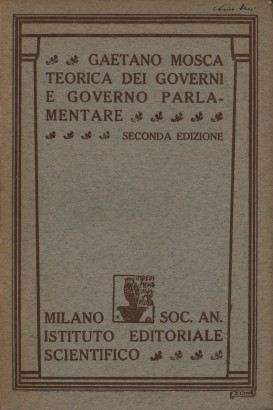 GAETANO MOSCA
TEORICA DEI GOVERNI
E GOVERNO PARLA-
MENTARE
SECONDA EDIZIONE
MILANO SOC. AN.
ISTITUTO EDITORIALE
SCIENTIFICO